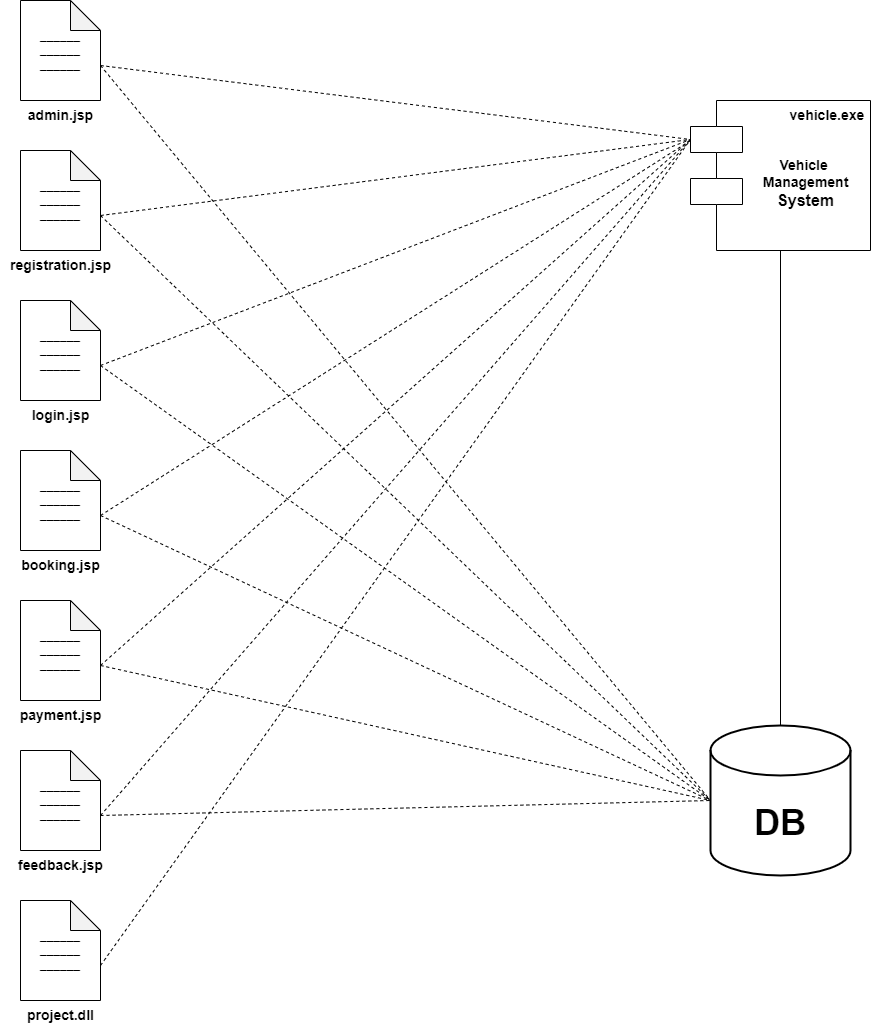 admin.jsp
vehicle.exe
Vehicle
Management
System
registration.jsp
login.jsp
booking.jsp
payment.jsp
DB
feedback.jsp
project.dll